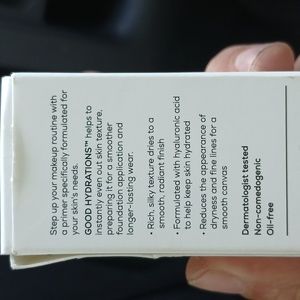 Step up your makeup routine with
a primer specifically formulated for
your skin's needs.
GOOD HYDRATIONS™ helps to
instantly even out skin texture,
preparing it for a smoother
foundation application and
longer-lasting wear.
• Rich, silky texture dries to a
smooth, radiant finish
• Formulated with hyaluronic acid
to help keep skin hydrated
• Reduces the appearance of
dryness and fine lines for a
smooth canvas
Dermatologist tested
Non-comedogenic
Oil-free